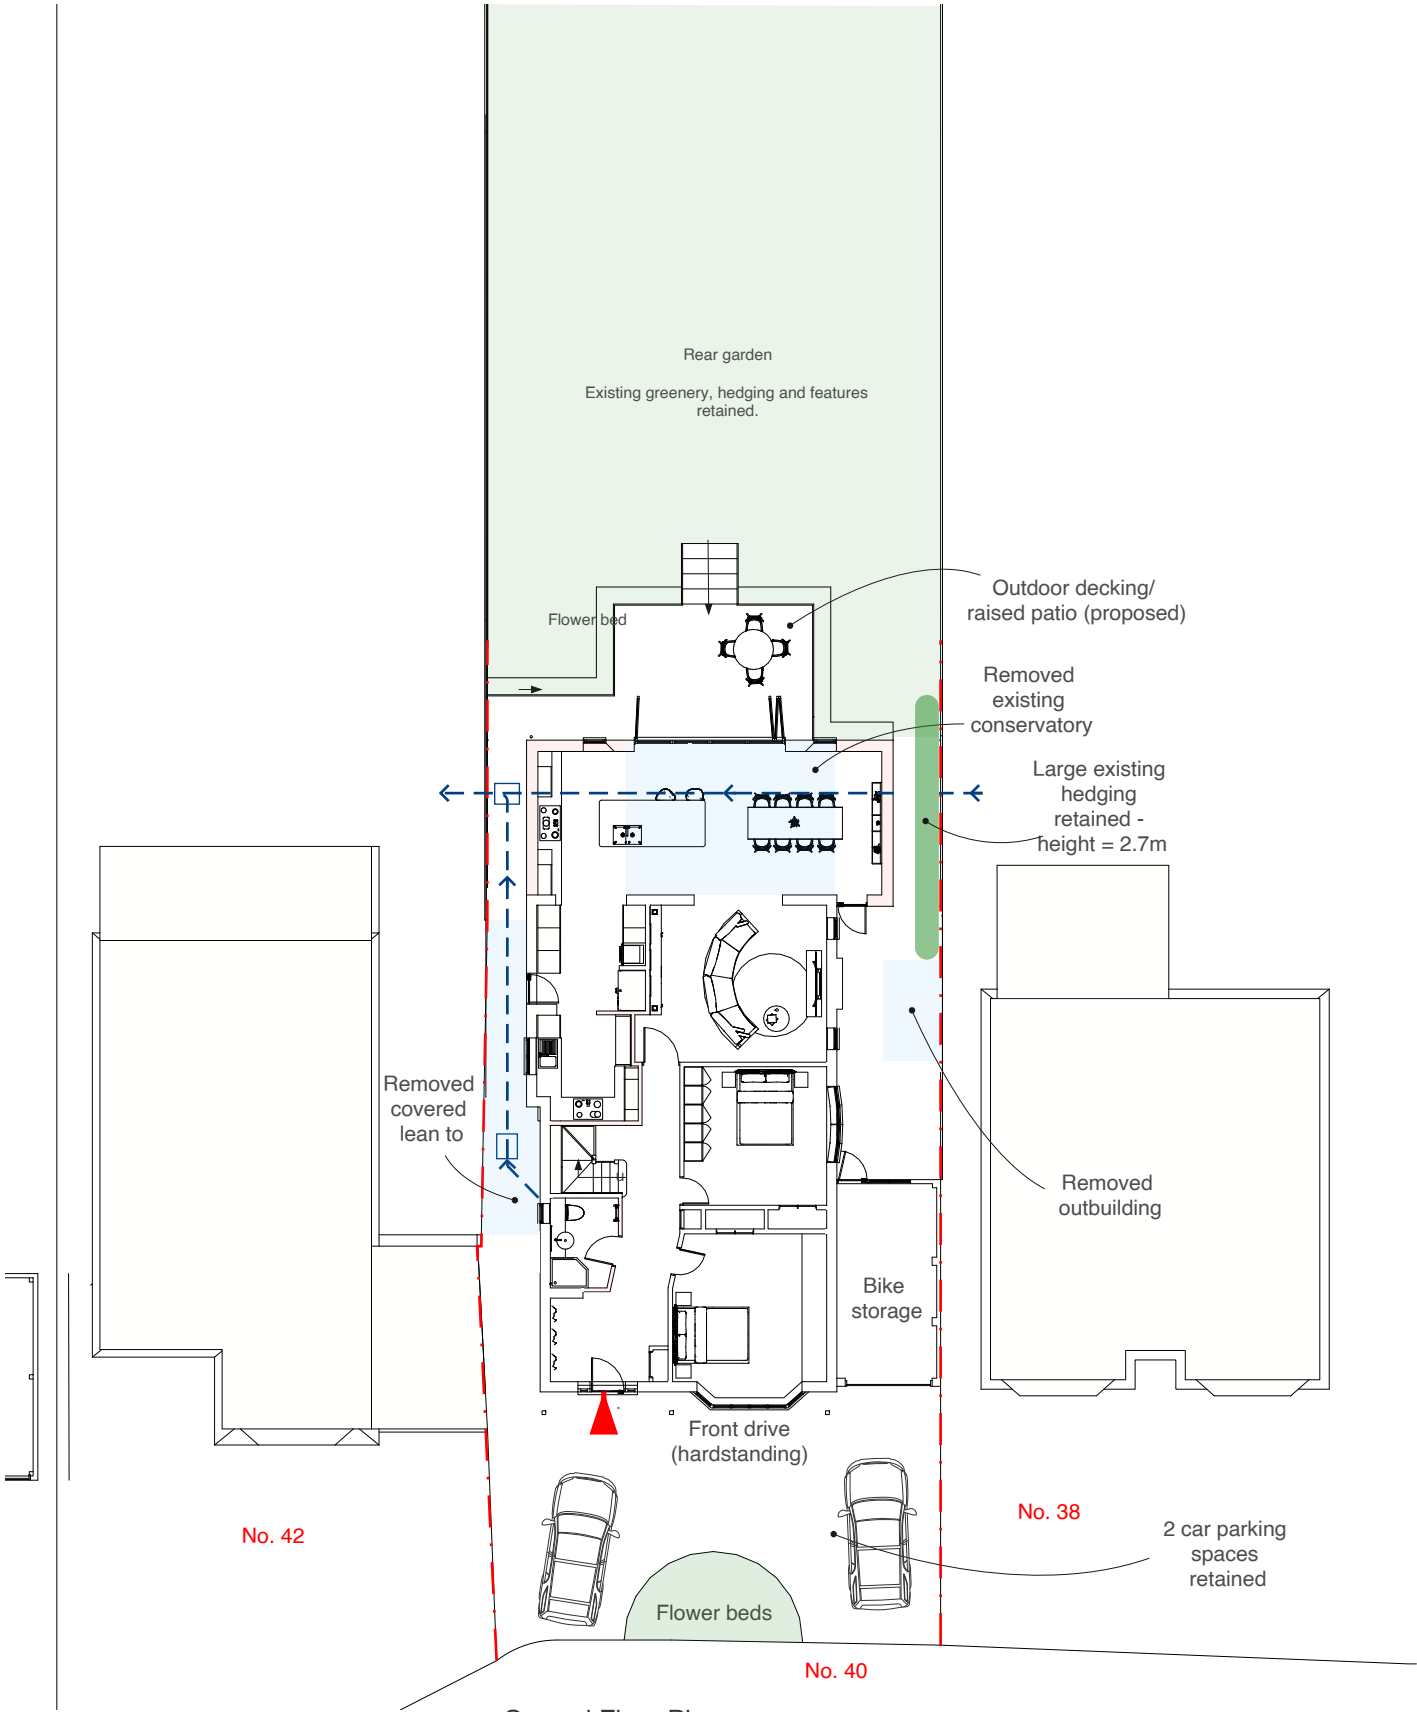 Rear garden
Existing greenery, hedging and features
retained.
Outdoor decking/
raised patio (proposed)
Flower bed
Removed
existing
conservatory
Large existing
hedging
retained -
height = 2.7m
Removed
covered
lean to
Removed
outbuilding
Bike
storage
Front drive
(hardstanding)
No. 42
No. 38
2 car parking
spaces
retained
Flower beds
No. 40